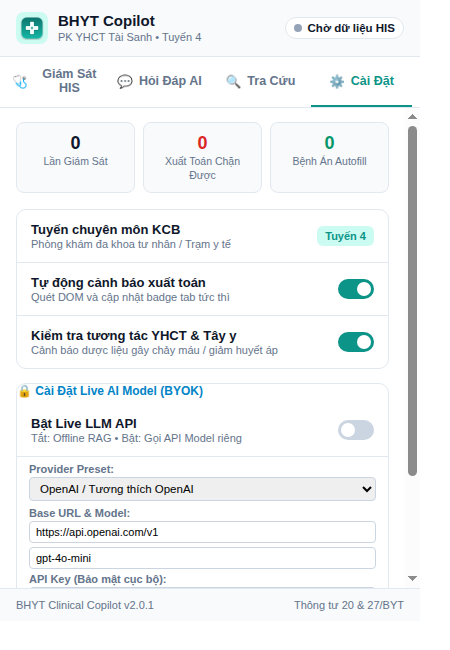 BHYT Copilot
PK YHCT Tài Sanh • Tuyến 4
Chờ dữ liệu HIS
Giám Sát
HIS
Hỏi Đáp AI
Tra Cứu
Cài Đặt
0
Lần Giám Sát
0
Xuất Toán Chặn
Được
0
Bệnh Án Autofill
Tuyến chuyên môn KCB
Phòng khám đa khoa tư nhân / Trạm y tế
Tuyến 4
Tự động cảnh báo xuất toán
Quét DOM và cập nhật badge tab tức thì
Kiểm tra tương tác YHCT & Tây y
Cảnh báo dược liệu gây chảy máu / giảm huyết áp
🔒 Cài Đặt Live AI Model (BYOK)
Bật Live LLM API
Tắt: Offline RAG • Bật: Gọi API Model riêng
Provider Preset:
OpenAI / Tương thích OpenAI
Base URL & Model:
https://api.openai.com/v1
gpt-4o-mini
API Key (Bảo mật cục bộ):
BHYT Clinical Copilot v2.0.1
Thông tư 20 & 27/BYT